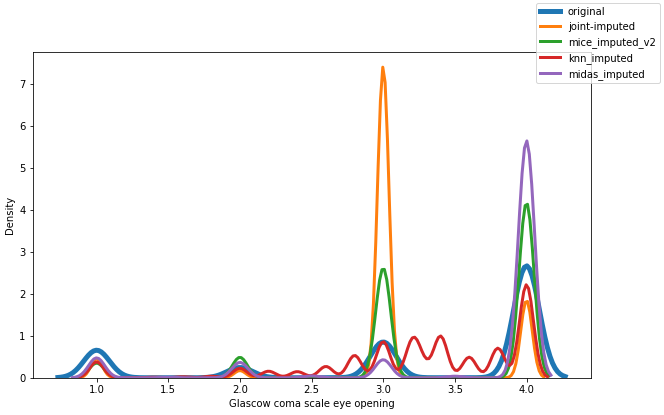 original
joint-imputed
mice_imputed_v2
knn_imputed
midas_imputed
7
6
5
4
3
2
1
0
Density
1.0 1.5 2.0 2.5 3.0 3.5 4.0
Glascow coma scale eye opening